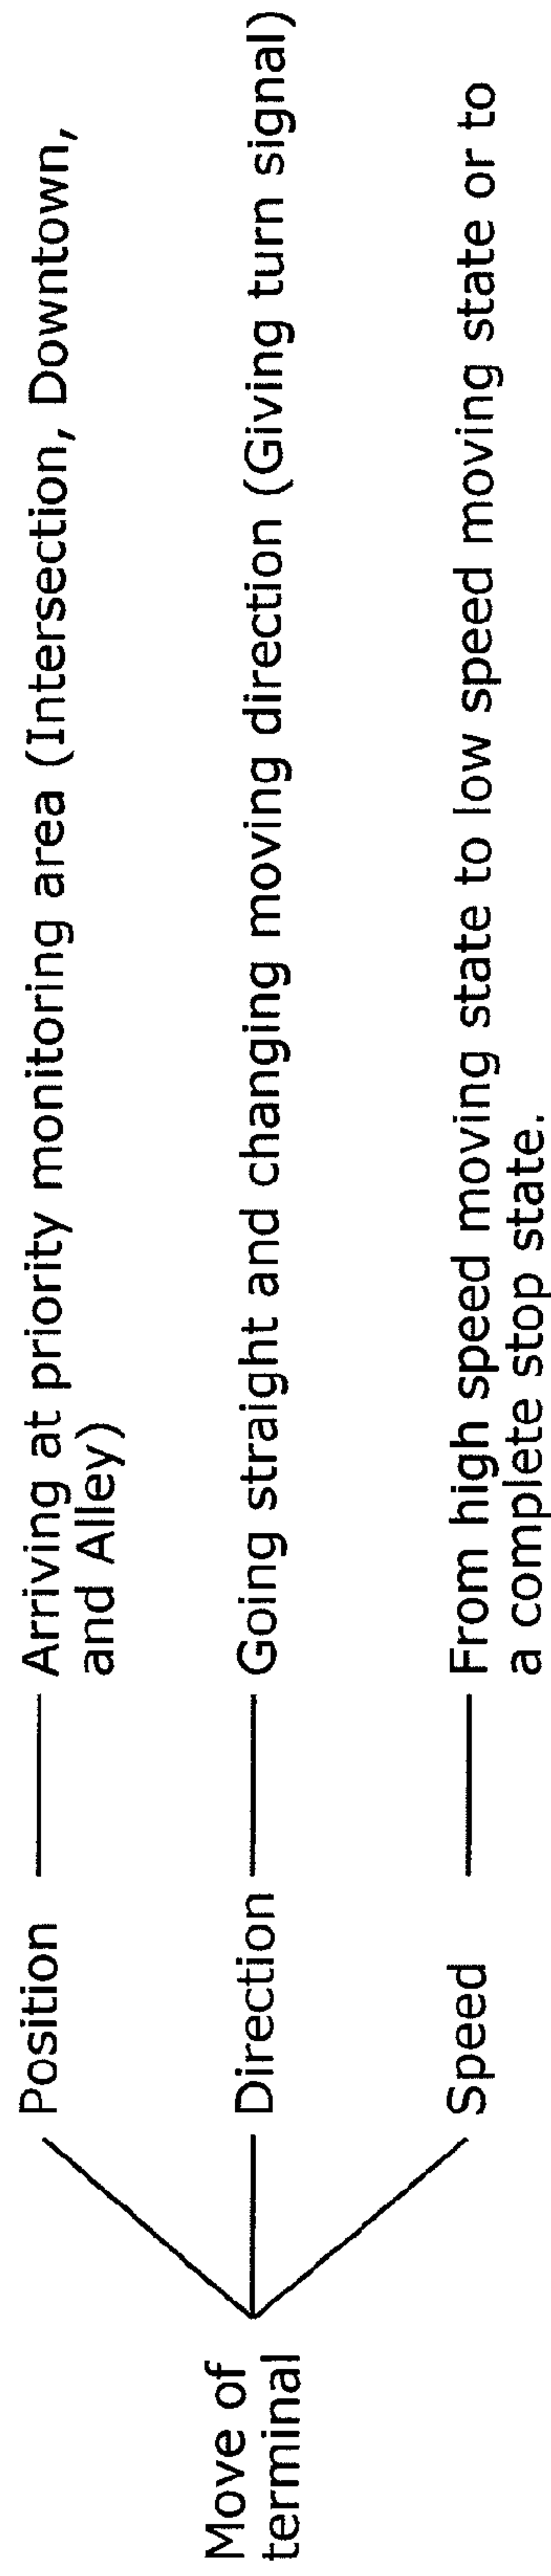 Move of
terminal
Position
Arriving at priority monitoring area (Intersection, Downtown,
and Alley)
Direction
Going straight and changing moving direction (Giving turn signal)
Speed
From high speed moving state to low speed moving state or to
a complete stop state.